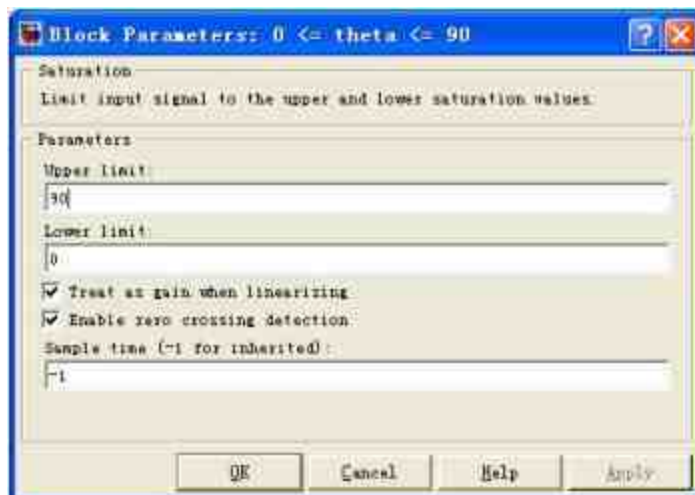 Block Parameters: 0 <= theta <= 90
Saturation
Limit input signal to the upper and lower saturation values.
Parameters
Upper limit:
90
Lower limit:
0
Treat as gain when linearizing
Enable zero crossing detection
Sample time (-1 for inherited):
-1
OK
Cancel
Help
Apply